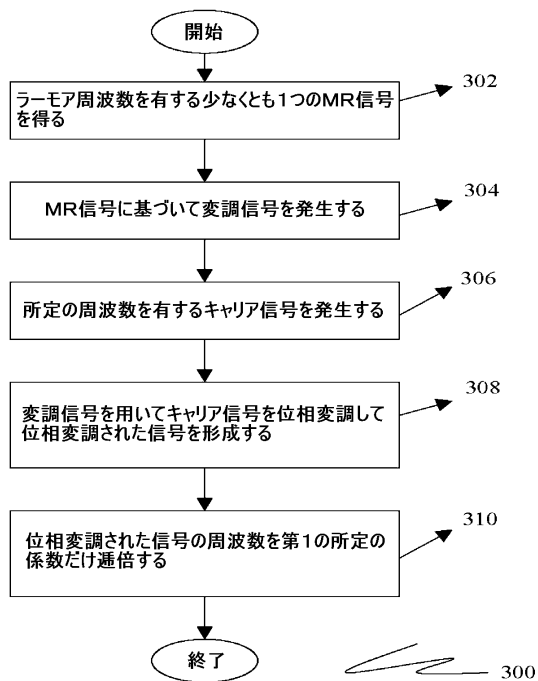 開始
ラーモア周波数を有する少なくとも1つのMR信号
を得る
302
MR信号に基づいて変調信号を発生する
304
所定の周波数を有するキャリア信号を発生する
306
変調信号を用いてキャリア信号を位相変調して
位相変調された信号を形成する
308
位相変調された信号の周波数を第1の所定の
係数だけ逓倍する
310
終了
300